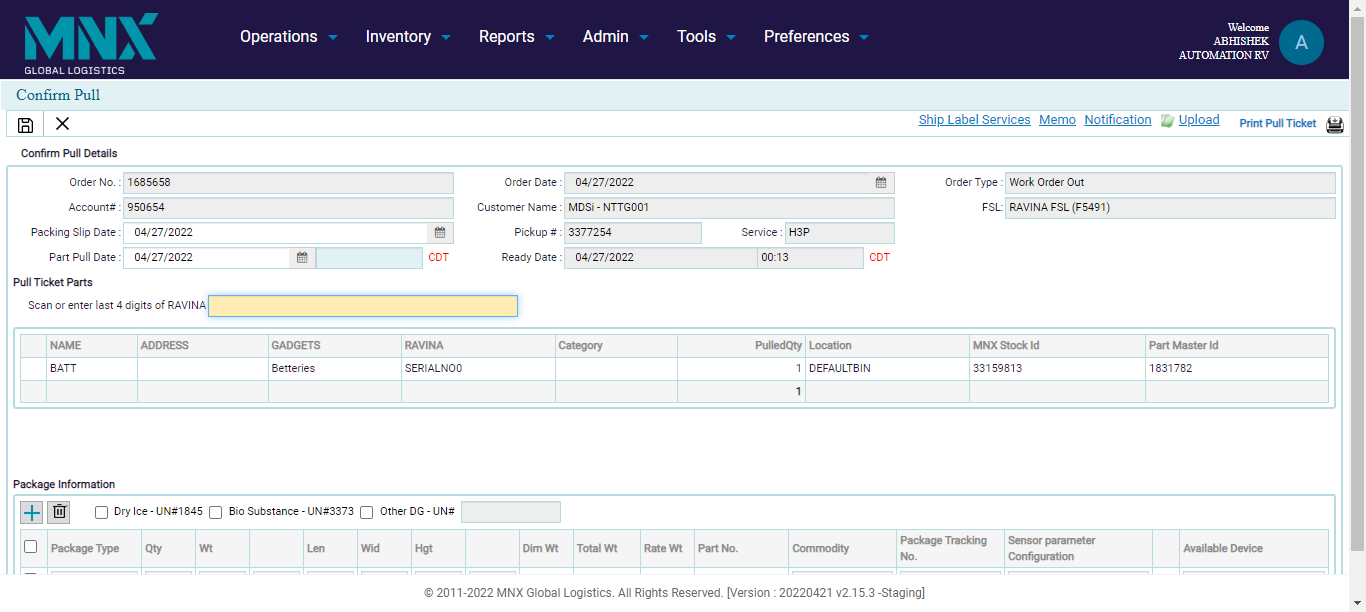 MNX
GLOBAL LOGISTICS
Operations Inventory Reports Admin Tools Preferences
Welcome
ABHISHEK
AUTOMATION RV
A
Confirm Pull
Ship Label Services Memo Notification Upload Print Pull Ticket
Confirm Pull Details
Order No. : 1685658 Order Date : 04/27/2022 Order Type : Work Order Out
Account# : 950654 Customer Name : MDSi - NTTG001 FSL: RAVINA FSL (F5491)
Packing Slip Date : 04/27/2022 Pickup # : 3377254 Service : H3P
Part Pull Date : 04/27/2022 CDT Ready Date : 04/27/2022 00:13 CDT
Pull Ticket Parts
Scan or enter last 4 digits of RAVINA
NAME ADDRESS GADGETS RAVINA Category PulledQty Location MNX Stock Id Part Master Id
BATT Betteries SERIALNO0 1 DEFAULTBIN 33159813 1831782
1
Package Information
Dry Ice - UN#1845 Bio Substance - UN#3373 Other DG - UN#
Package Type Qty Wt Len Wid Hgt Dim Wt Total Wt Rate Wt Part No. Commodity Package Tracking No. Sensor parameter Configuration Available Device
© 2011-2022 MNX Global Logistics. All Rights Reserved. [Version : 20220421 v2.15.3 -Staging]